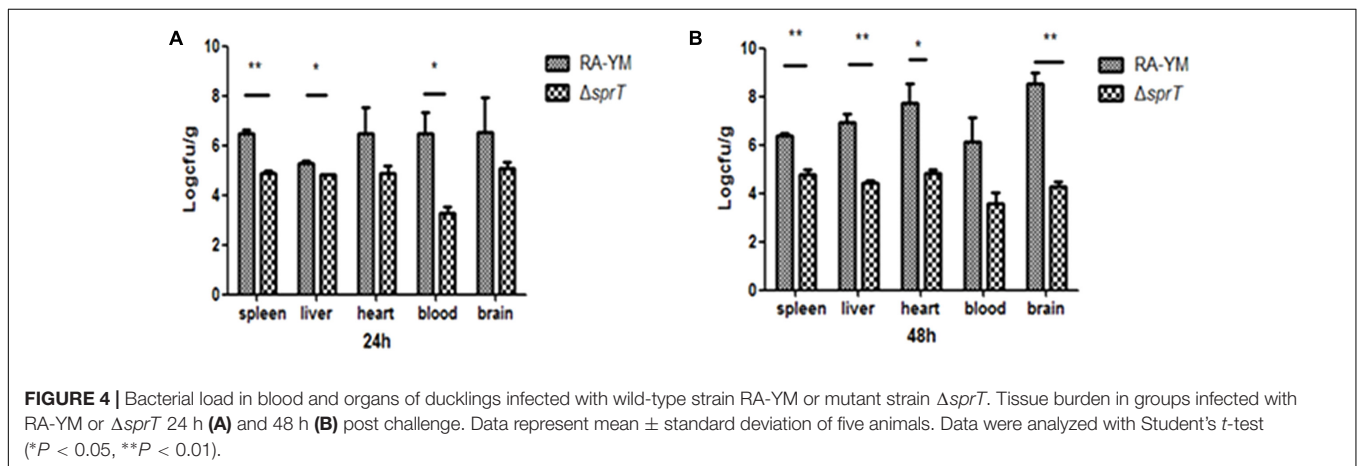 A
10
8
6
4
2
0
Logcfu/g
** * *
RA-YM
ΔsprT
spleen liver heart blood brain
24h
B
10
8
6
4
2
0
Logcfu/g
** ** * **
RA-YM
ΔsprT
spleen liver heart blood brain
48h
FIGURE 4 | Bacterial load in blood and organs of ducklings infected with wild-type strain RA-YM or mutant strain ΔsprT. Tissue burden in groups infected with
RA-YM or ΔsprT 24 h (A) and 48 h (B) post challenge. Data represent mean ± standard deviation of five animals. Data were analyzed with Student's t-test
(*P < 0.05, **P < 0.01).